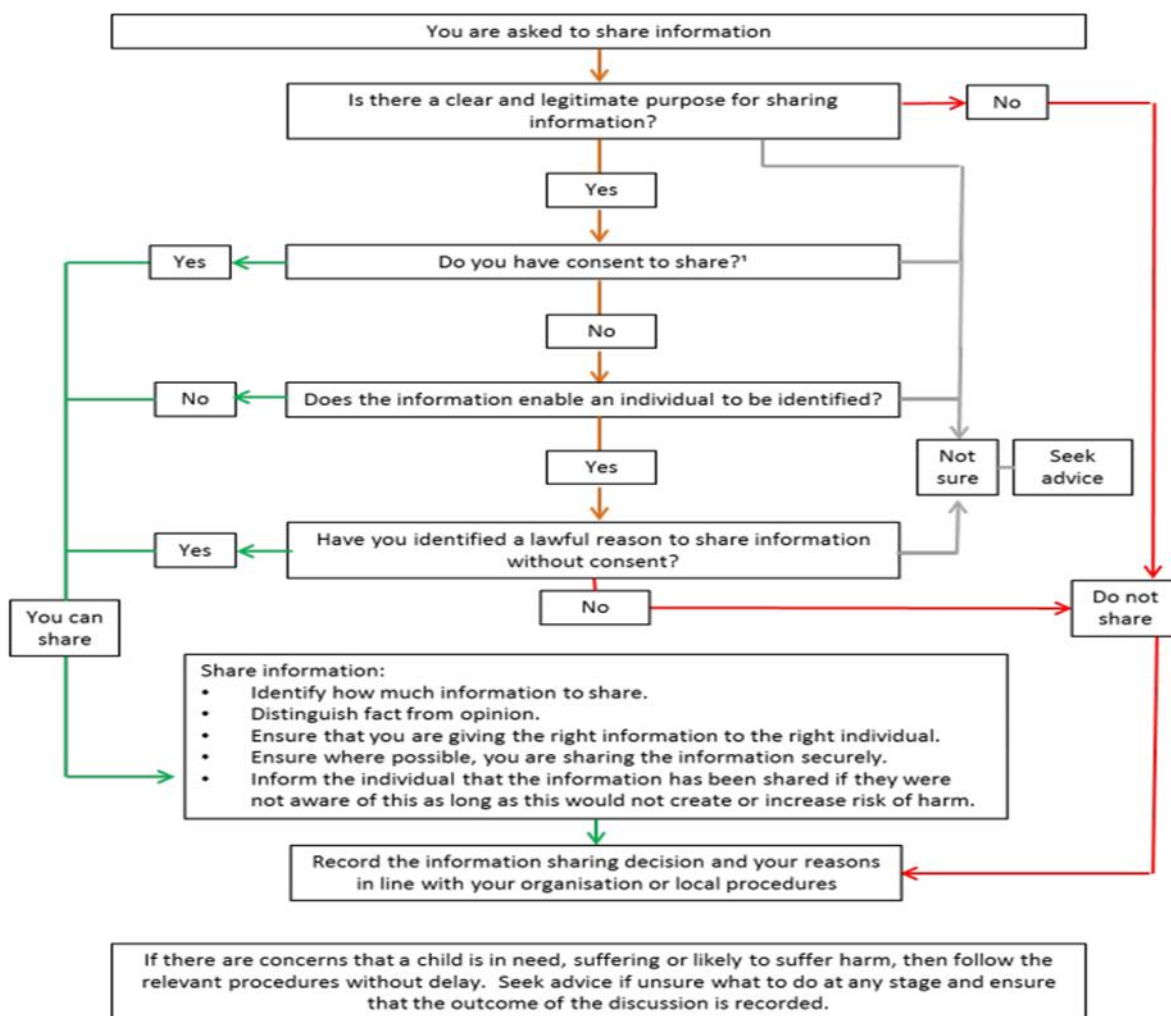 You are asked to share information
Is there a clear and legitimate purpose for sharing
information?
No
Yes
Yes
Do you have consent to share?¹
No
No
Does the information enable an individual to be identified?
Yes
Not
sure
Seek
advice
Yes
Have you identified a lawful reason to share information
without consent?
No
You can
share
Do not
share
Share information:
• Identify how much information to share.
• Distinguish fact from opinion.
• Ensure that you are giving the right information to the right individual.
• Ensure where possible, you are sharing the information securely.
• Inform the individual that the information has been shared if they were
not aware of this as long as this would not create or increase risk of harm.
Record the information sharing decision and your reasons
in line with your organisation or local procedures
If there are concerns that a child is in need, suffering or likely to suffer harm, then follow the
relevant procedures without delay. Seek advice if unsure what to do at any stage and ensure
that the outcome of the discussion is recorded.